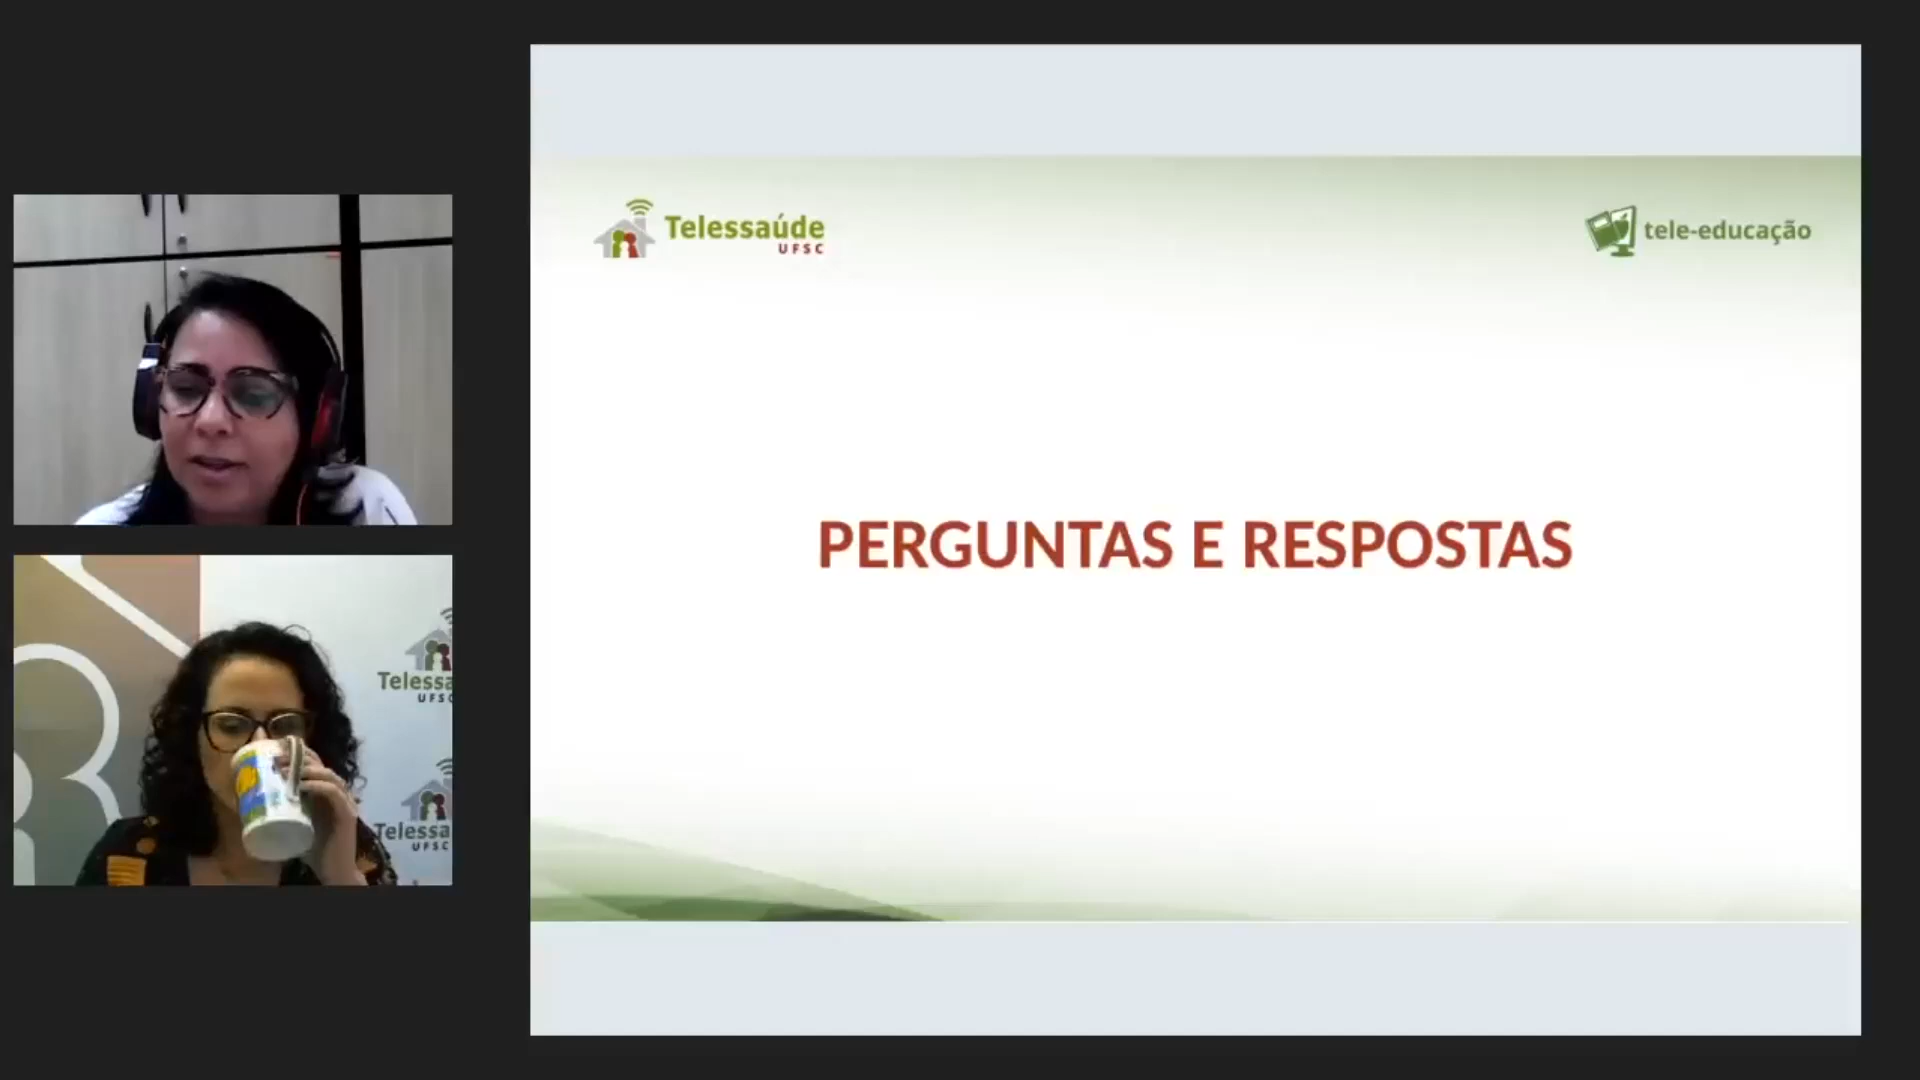 Telessaúde
UFSC
tele-educação
PERGUNTAS E RESPOSTAS
Telessa
UFSC
Telessa
UFSC